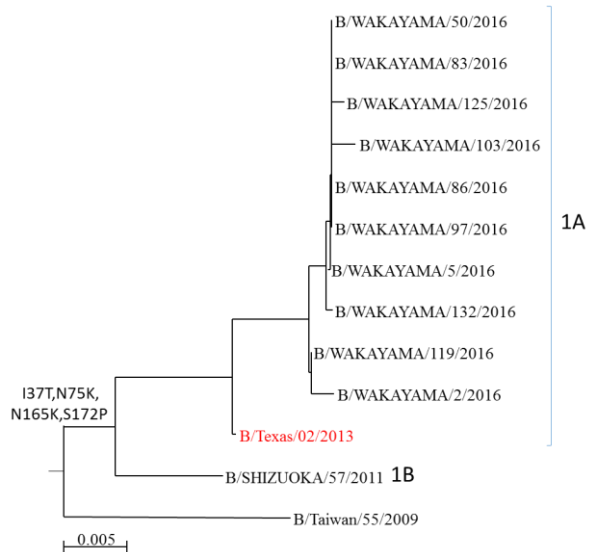 B/WAKAYAMA/50/2016
B/WAKAYAMA/83/2016
B/WAKAYAMA/125/2016
B/WAKAYAMA/103/2016
B/WAKAYAMA/86/2016
1A
B/WAKAYAMA/97/2016
B/WAKAYAMA/5/2016
B/WAKAYAMA/132/2016
B/WAKAYAMA/119/2016
I37T,N75K,
B/WAKAYAMA/2/2016
N165K,S172P
B/Texas/02/2013
B/SHIZUOKA/57/2011 1B
B/Taiwan/55/2009
0.005